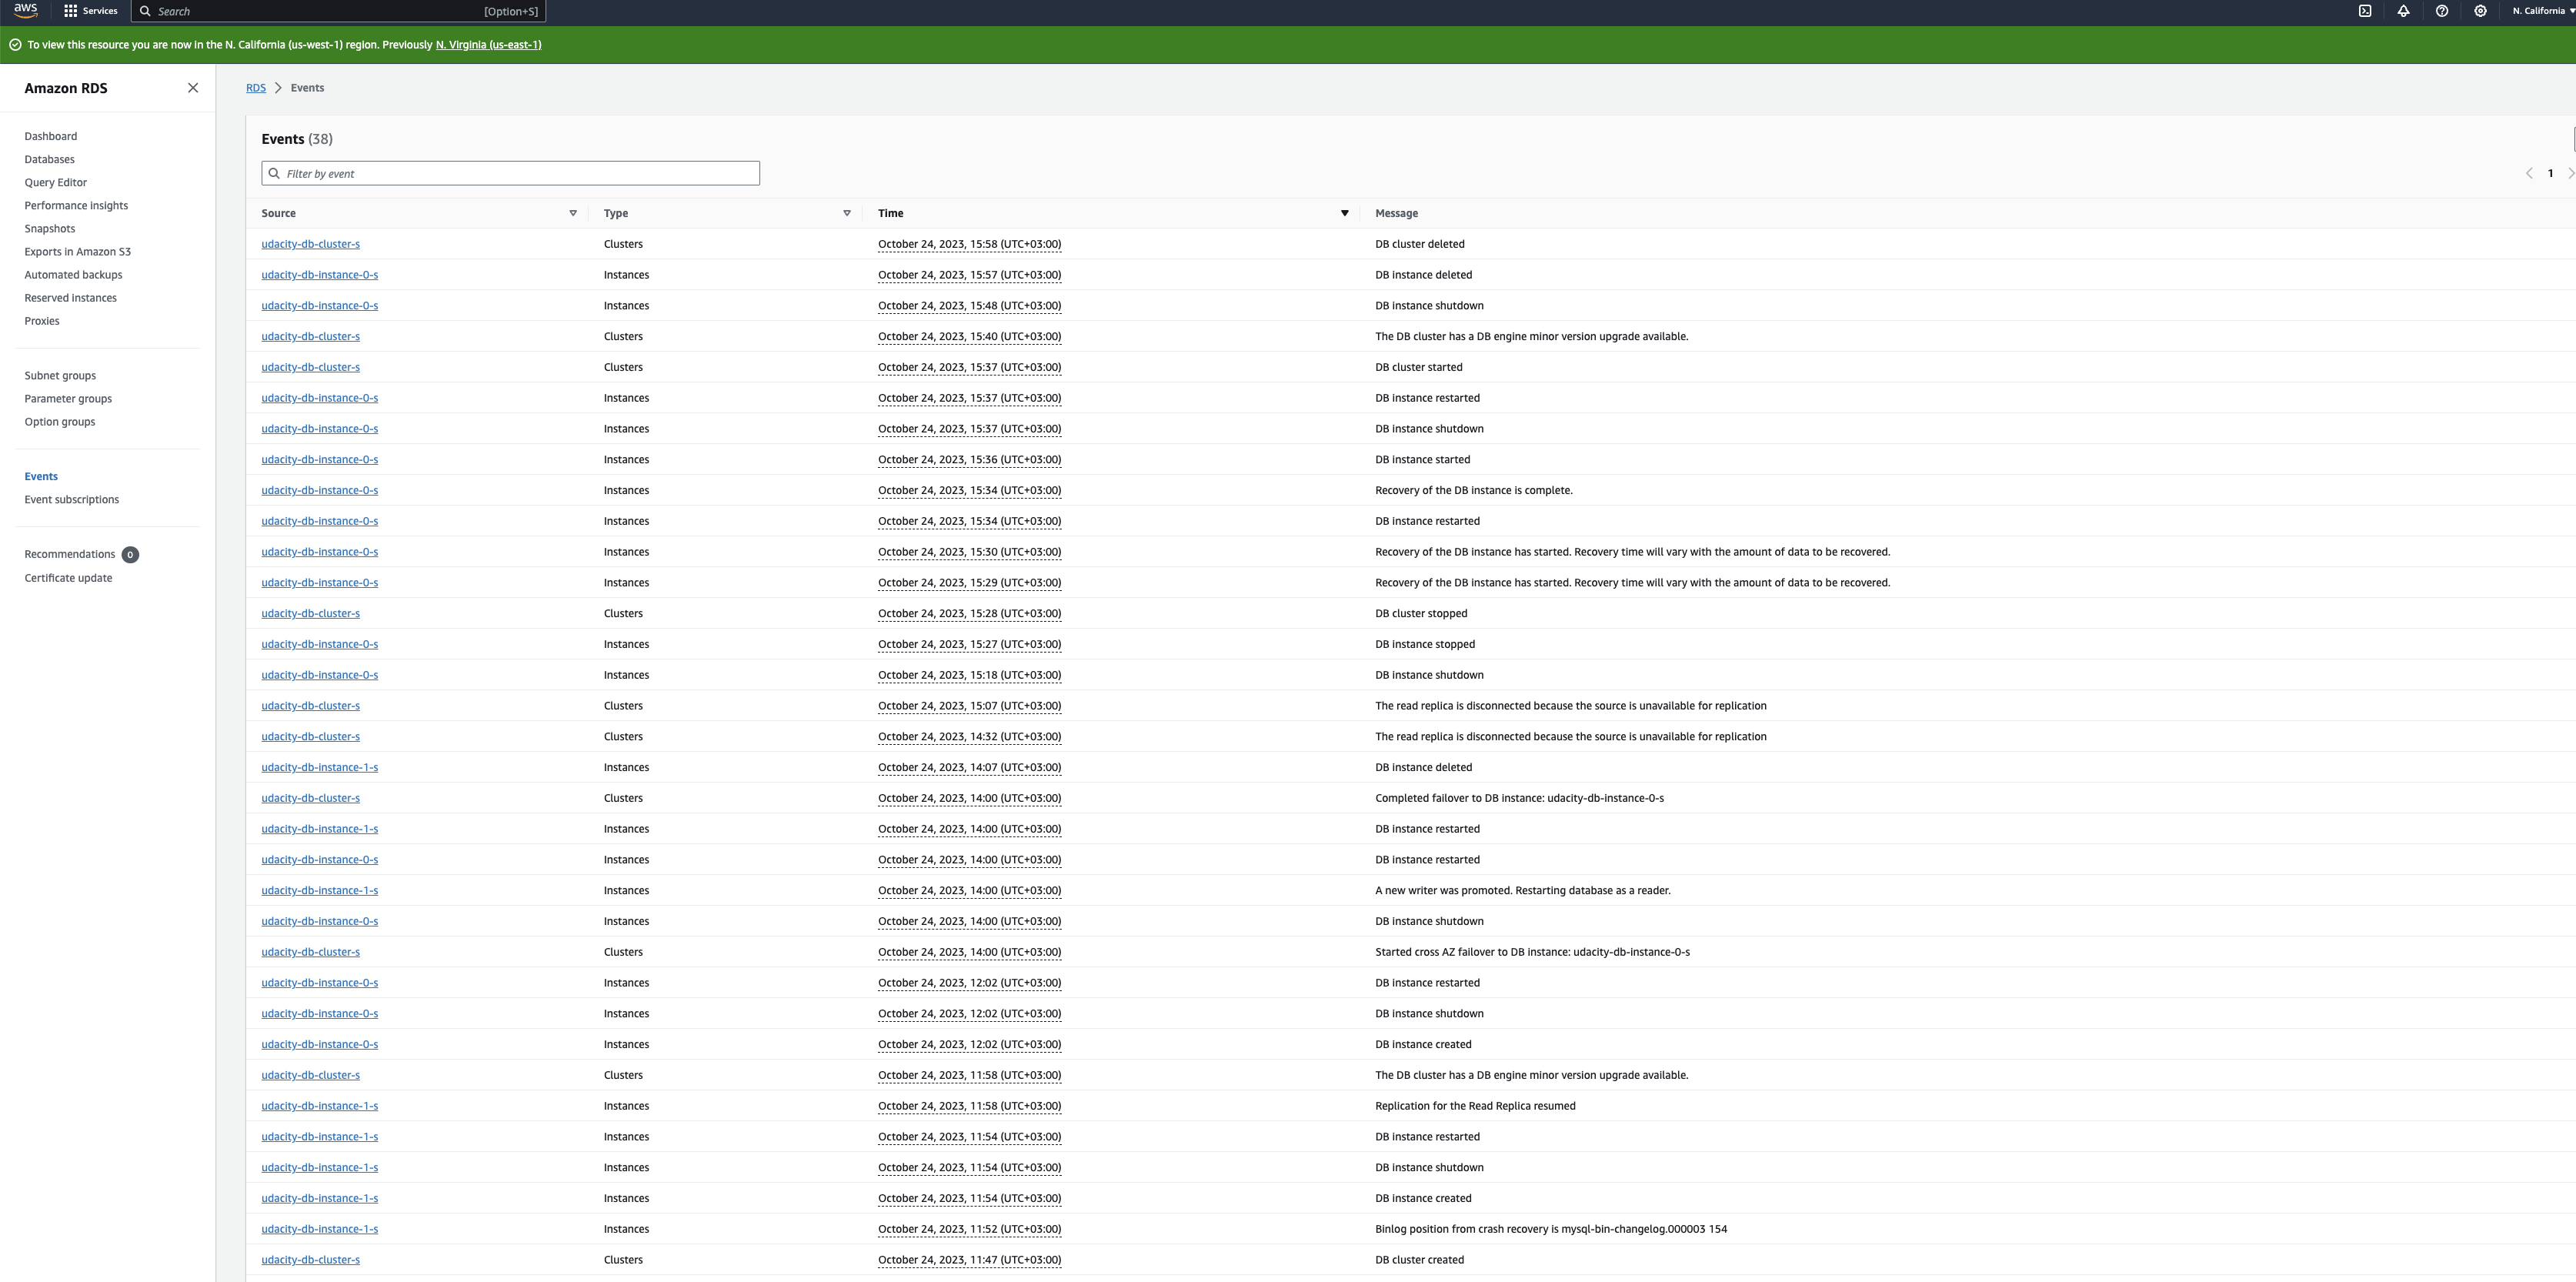 aws Services Search [Option+S] N. California
To view this resource you are now in the N. California (us-west-1) region. Previously N. Virginia (us-east-1)
Amazon RDS
Dashboard
Databases
Query Editor
Performance insights
Snapshots
Exports in Amazon S3
Automated backups
Reserved instances
Proxies
Subnet groups
Parameter groups
Option groups
Events
Event subscriptions
Recommendations 0
Certificate update
RDS > Events
Events (38)
Filter by event
1
Source Type Time Message
udacity-db-cluster-s Clusters October 24, 2023, 15:58 (UTC+03:00) DB cluster deleted
udacity-db-instance-0-s Instances October 24, 2023, 15:57 (UTC+03:00) DB instance deleted
udacity-db-instance-0-s Instances October 24, 2023, 15:48 (UTC+03:00) DB instance shutdown
udacity-db-cluster-s Clusters October 24, 2023, 15:40 (UTC+03:00) The DB cluster has a DB engine minor version upgrade available.
udacity-db-cluster-s Clusters October 24, 2023, 15:37 (UTC+03:00) DB cluster started
udacity-db-instance-0-s Instances October 24, 2023, 15:37 (UTC+03:00) DB instance restarted
udacity-db-instance-0-s Instances October 24, 2023, 15:37 (UTC+03:00) DB instance shutdown
udacity-db-instance-0-s Instances October 24, 2023, 15:36 (UTC+03:00) DB instance started
udacity-db-instance-0-s Instances October 24, 2023, 15:34 (UTC+03:00) Recovery of the DB instance is complete.
udacity-db-instance-0-s Instances October 24, 2023, 15:34 (UTC+03:00) DB instance restarted
udacity-db-instance-0-s Instances October 24, 2023, 15:30 (UTC+03:00) Recovery of the DB instance has started. Recovery time will vary with the amount of data to be recovered.
udacity-db-instance-0-s Instances October 24, 2023, 15:29 (UTC+03:00) Recovery of the DB instance has started. Recovery time will vary with the amount of data to be recovered.
udacity-db-cluster-s Clusters October 24, 2023, 15:28 (UTC+03:00) DB cluster stopped
udacity-db-instance-0-s Instances October 24, 2023, 15:27 (UTC+03:00) DB instance stopped
udacity-db-instance-0-s Instances October 24, 2023, 15:18 (UTC+03:00) DB instance shutdown
udacity-db-cluster-s Clusters October 24, 2023, 15:07 (UTC+03:00) The read replica is disconnected because the source is unavailable for replication
udacity-db-cluster-s Clusters October 24, 2023, 14:32 (UTC+03:00) The read replica is disconnected because the source is unavailable for replication
udacity-db-instance-1-s Instances October 24, 2023, 14:07 (UTC+03:00) DB instance deleted
udacity-db-cluster-s Clusters October 24, 2023, 14:00 (UTC+03:00) Completed failover to DB instance: udacity-db-instance-0-s
udacity-db-instance-1-s Instances October 24, 2023, 14:00 (UTC+03:00) DB instance restarted
udacity-db-instance-0-s Instances October 24, 2023, 14:00 (UTC+03:00) DB instance restarted
udacity-db-instance-1-s Instances October 24, 2023, 14:00 (UTC+03:00) A new writer was promoted. Restarting database as a reader.
udacity-db-instance-0-s Instances October 24, 2023, 14:00 (UTC+03:00) DB instance shutdown
udacity-db-cluster-s Clusters October 24, 2023, 14:00 (UTC+03:00) Started cross AZ failover to DB instance: udacity-db-instance-0-s
udacity-db-instance-0-s Instances October 24, 2023, 12:02 (UTC+03:00) DB instance restarted
udacity-db-instance-0-s Instances October 24, 2023, 12:02 (UTC+03:00) DB instance shutdown
udacity-db-instance-0-s Instances October 24, 2023, 12:02 (UTC+03:00) DB instance created
udacity-db-cluster-s Clusters October 24, 2023, 11:58 (UTC+03:00) The DB cluster has a DB engine minor version upgrade available.
udacity-db-instance-1-s Instances October 24, 2023, 11:58 (UTC+03:00) Replication for the Read Replica resumed
udacity-db-instance-1-s Instances October 24, 2023, 11:54 (UTC+03:00) DB instance restarted
udacity-db-instance-1-s Instances October 24, 2023, 11:54 (UTC+03:00) DB instance shutdown
udacity-db-instance-1-s Instances October 24, 2023, 11:54 (UTC+03:00) DB instance created
udacity-db-instance-1-s Instances October 24, 2023, 11:52 (UTC+03:00) Binlog position from crash recovery is mysql-bin-changelog.000003 154
udacity-db-cluster-s Clusters October 24, 2023, 11:47 (UTC+03:00) DB cluster created